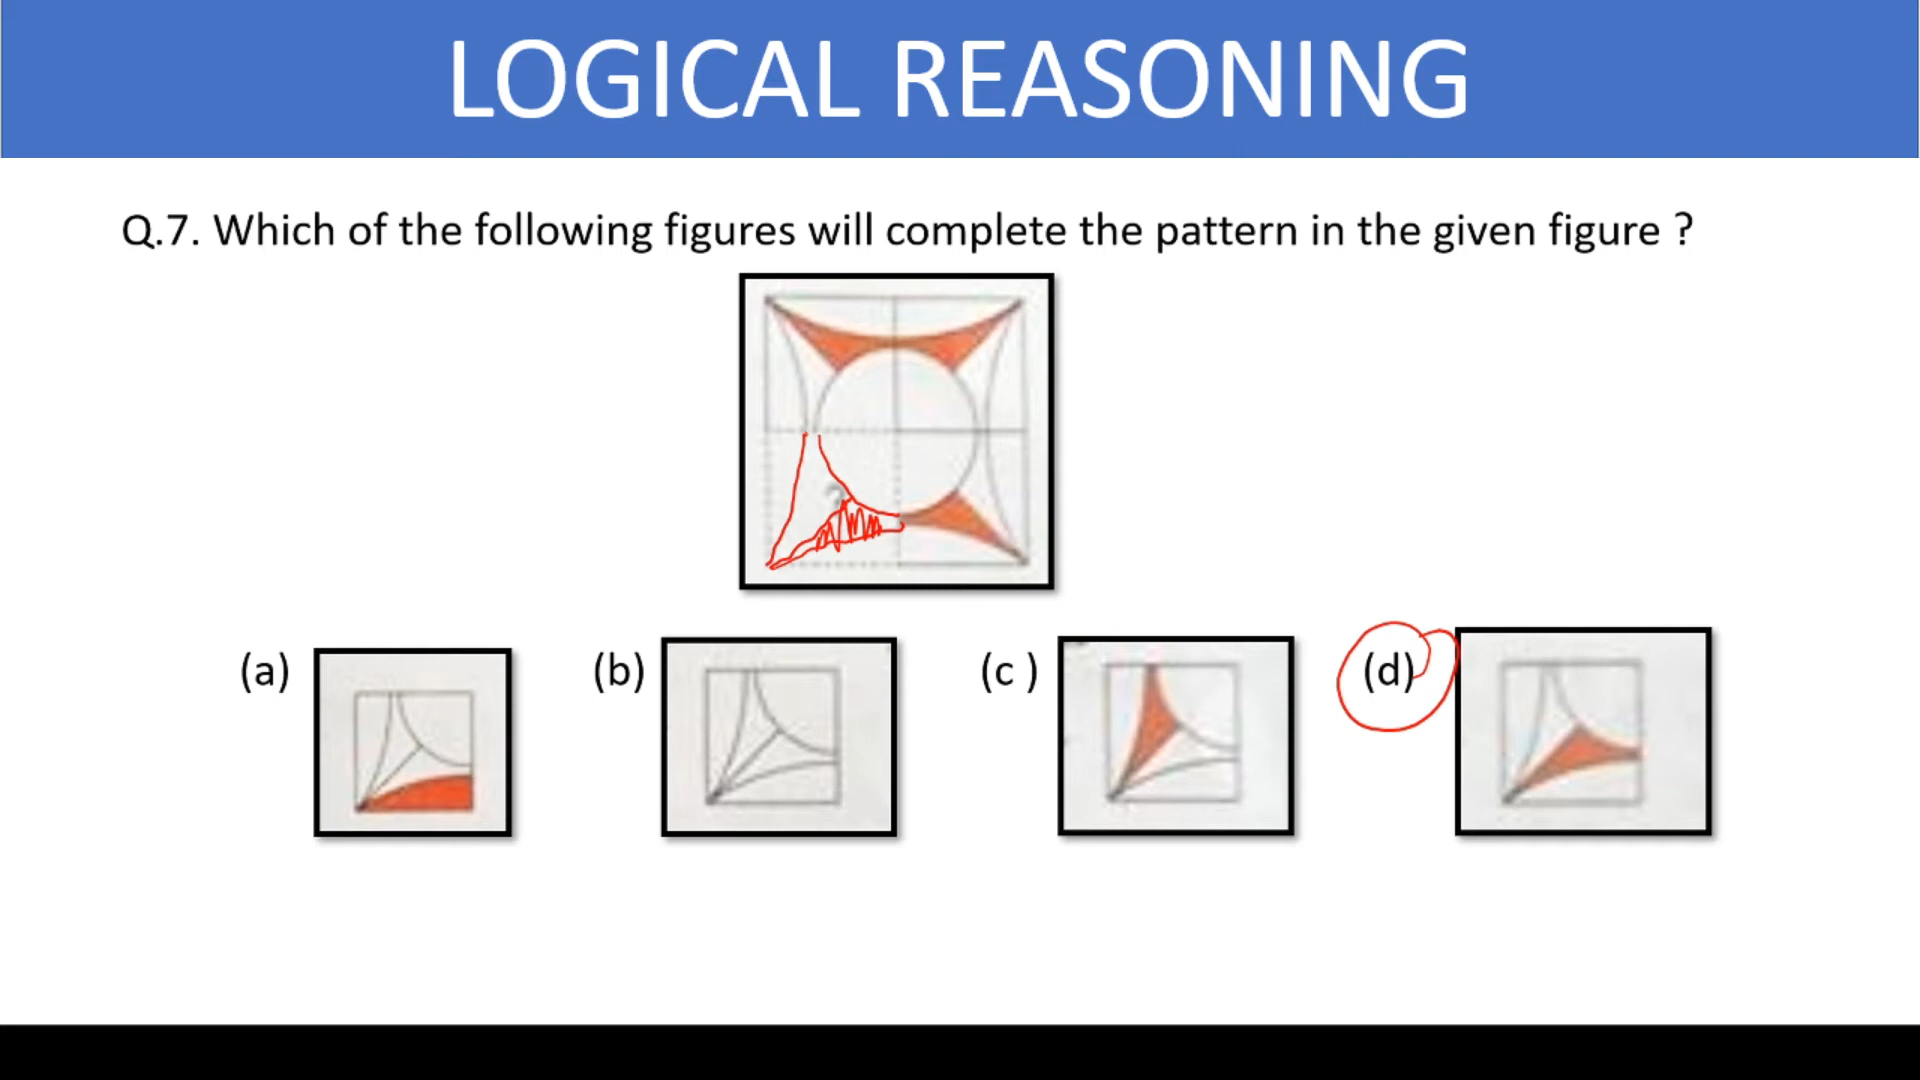 LOGICAL REASONING
Q.7. Which of the following figures will complete the pattern in the given figure ?
?
(a)
(b)
(c )
(d)